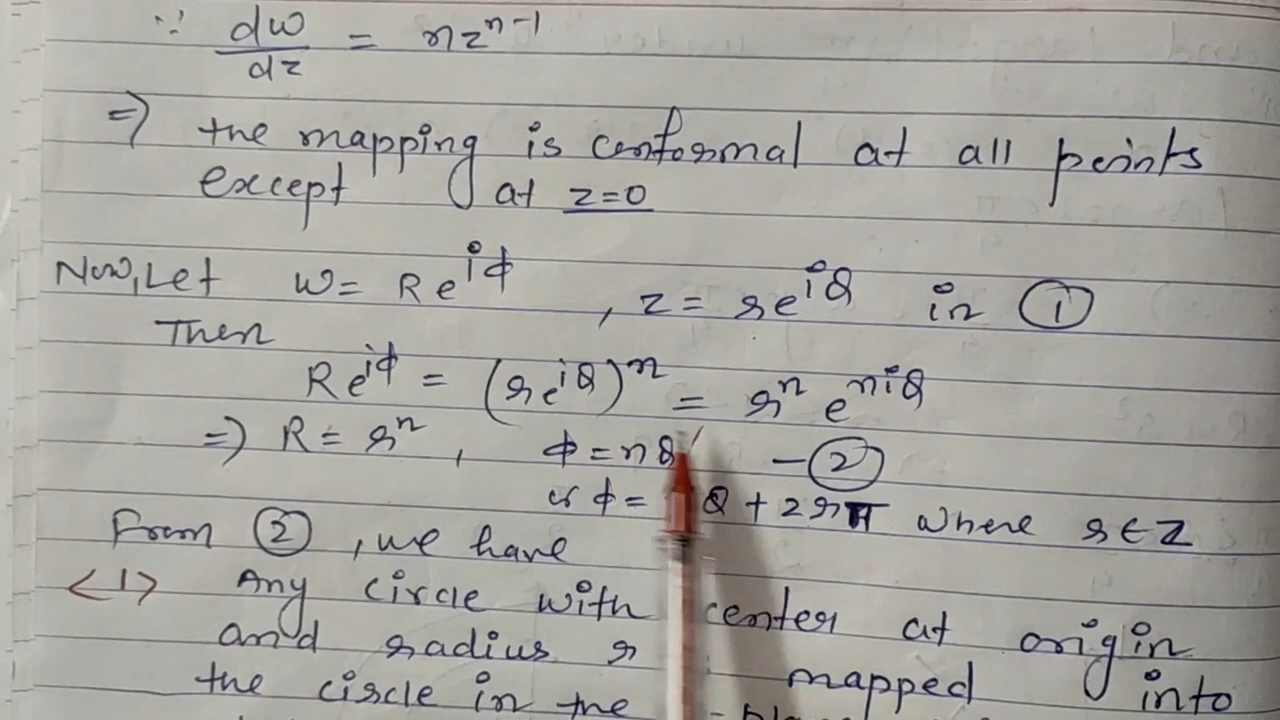 ∵ dw/dz = nz^(n-1)
⇒ the mapping is conformal at all points
except at z=0
Now, Let w = Re^(iφ) , z = re^(iθ) in ①
Then
Re^(iφ) = (re^(iθ))^n = r^n e^(niθ)
⇒ R = r^n , φ = nθ — ②
or φ = θ + 2rπ where r ∈ Z
From ② , we have
<1> Any circle with center at origin
and radius r mapped into
the circle in the